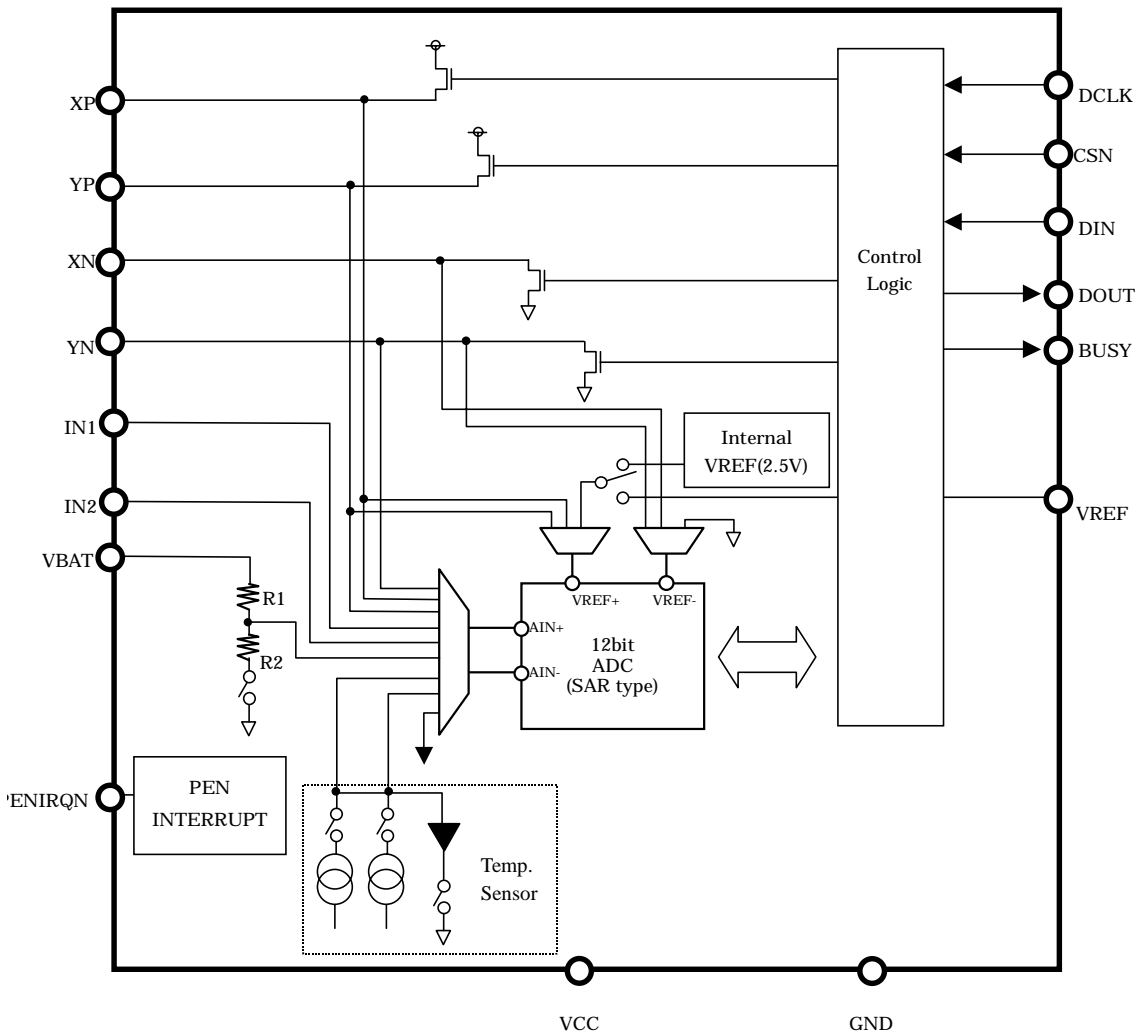 XP
DCLK
YP
CSN
XN
DIN
Control
Logic
DOUT
YN
BUSY
IN1
Internal
VREF(2.5V)
IN2
VREF
VBAT
R1
VREF+
VREF-
AIN+
12bit
ADC
(SAR type)
R2
AIN-
PENIRQN
PEN
INTERRUPT
Temp.
Sensor
VCC
GND